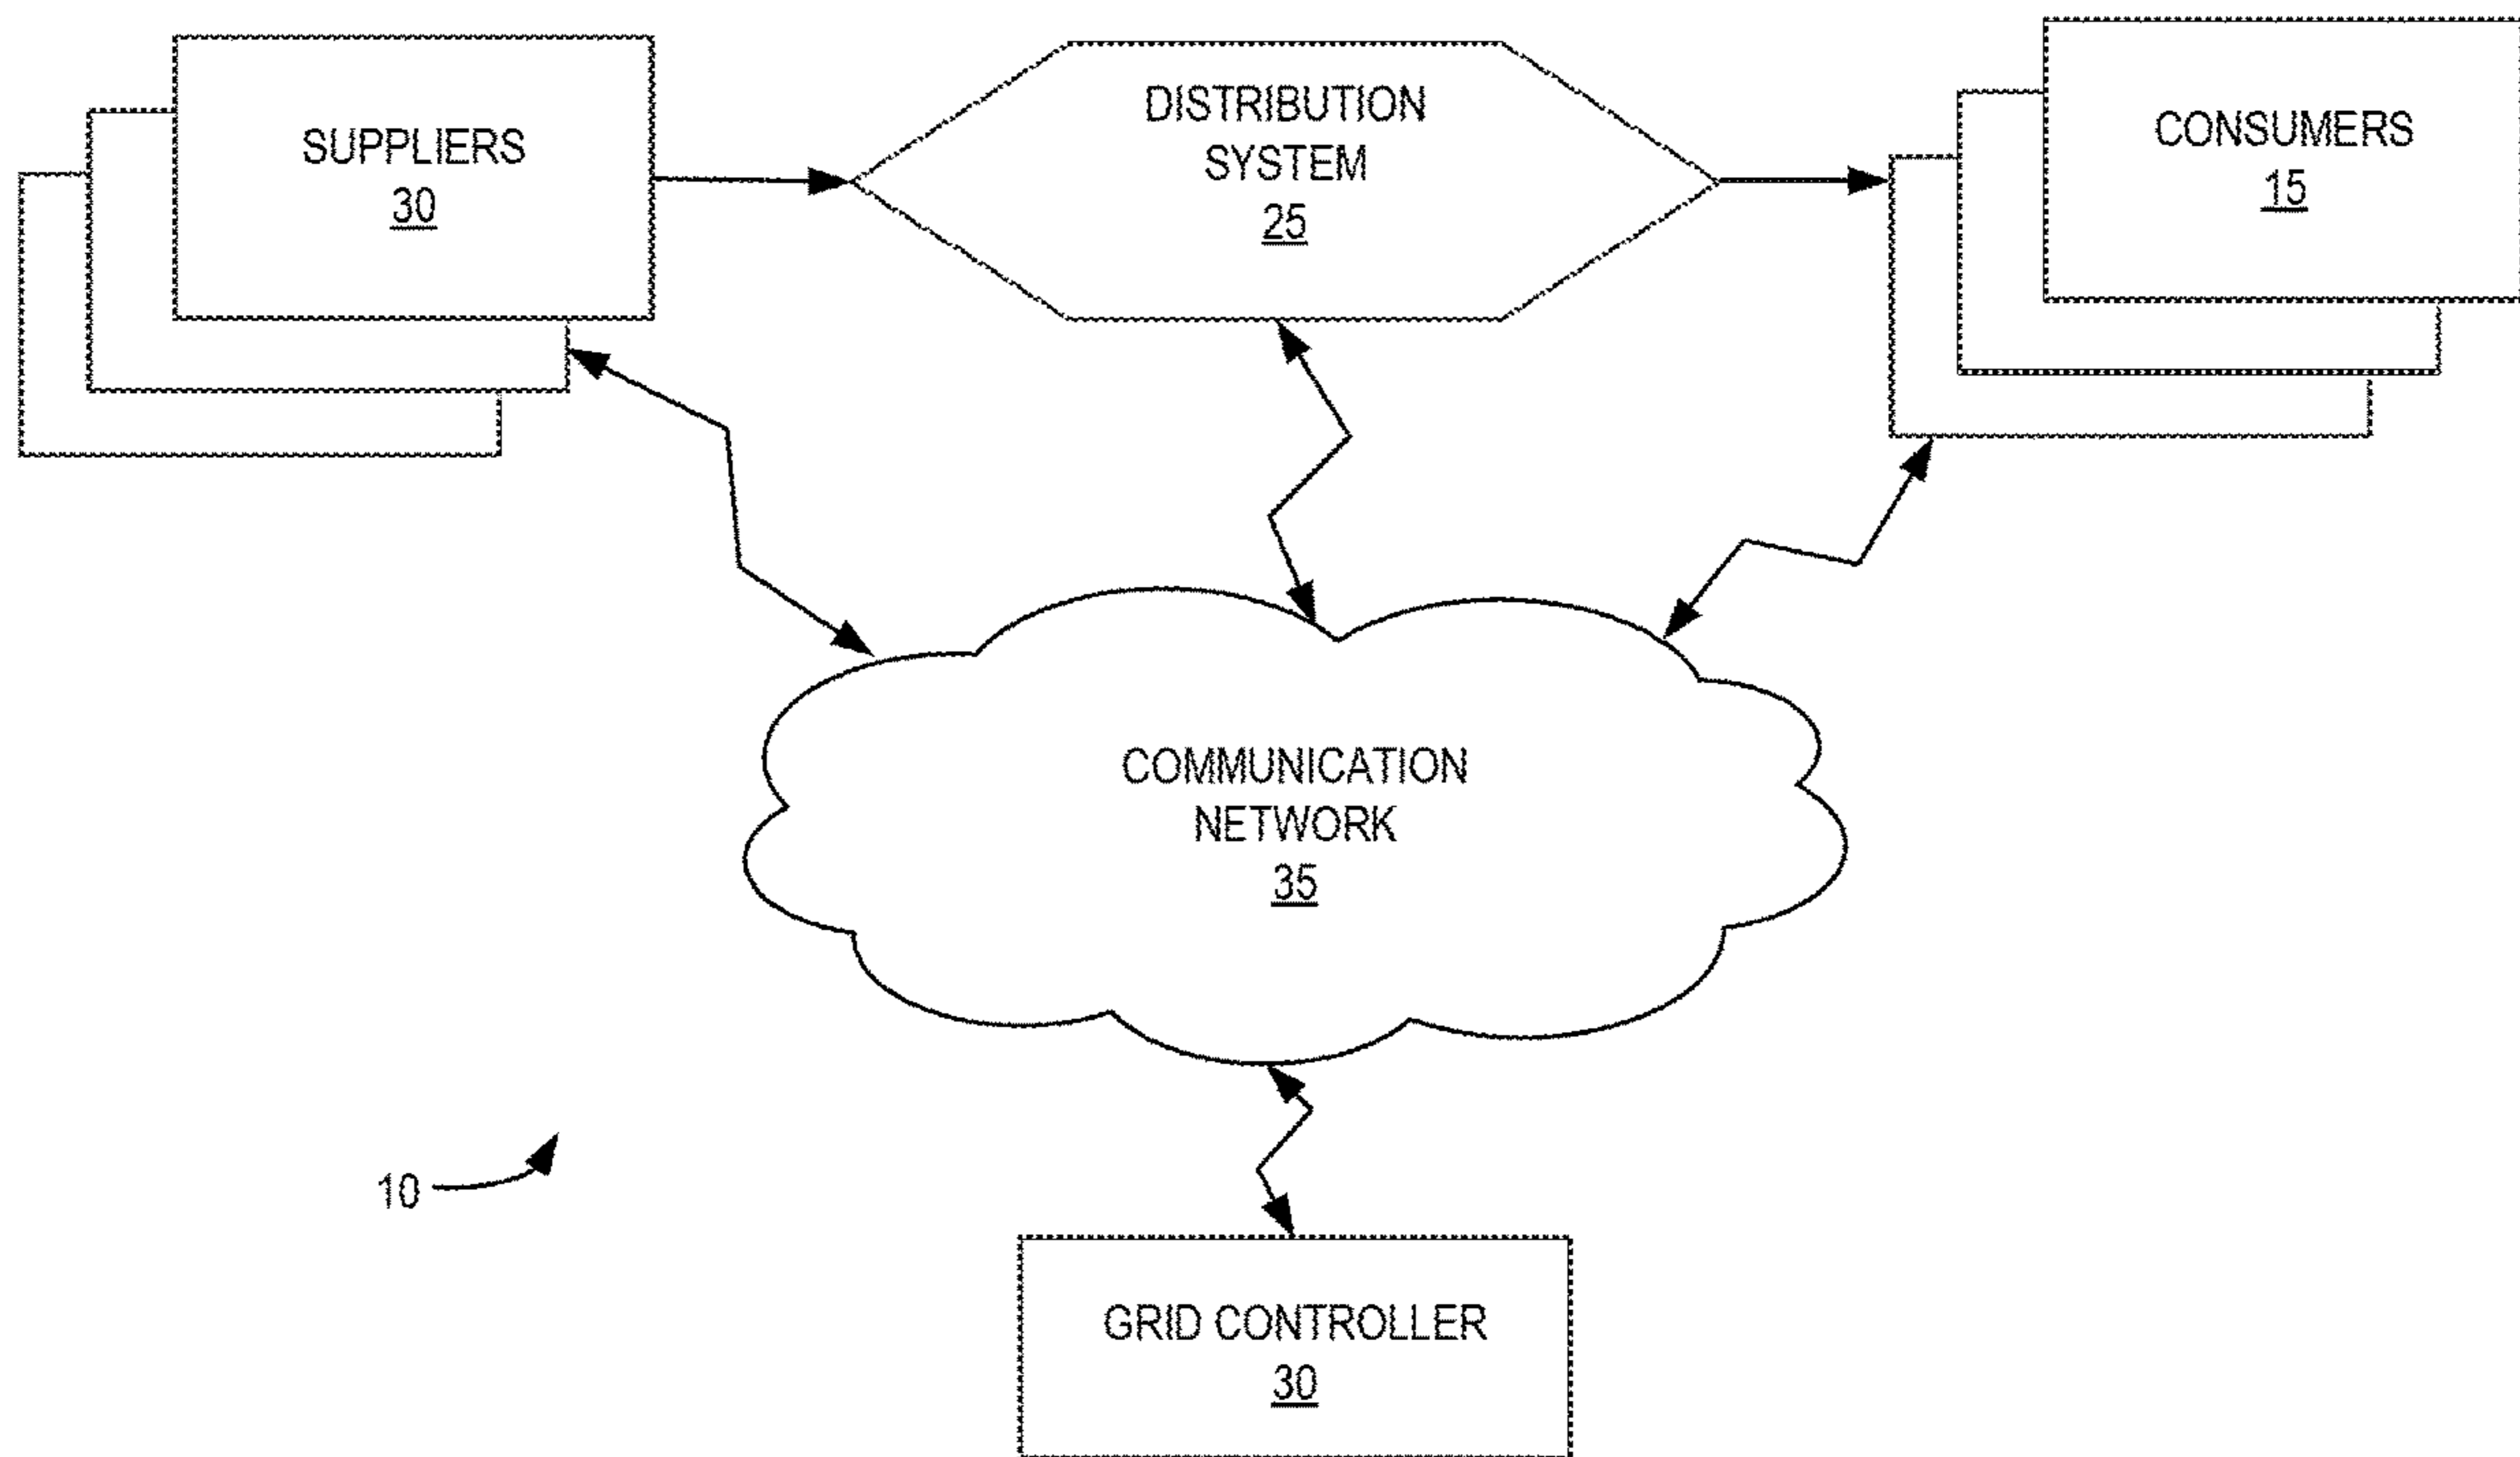 SUPPLIERS
30
DISTRIBUTION
SYSTEM
25
CONSUMERS
15
COMMUNICATION
NETWORK
35
10
GRID CONTROLLER
30